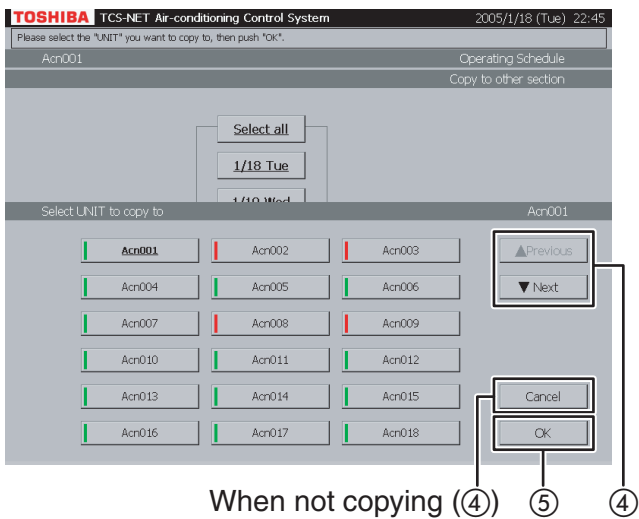 TOSHIBA TCS-NET Air-conditioning Control System 2005/1/18 (Tue) 22:45
Please select the "UNIT" you want to copy to, then push "OK".
Acn001 Operating Schedule
Copy to other section
Select all
1/18 Tue
1/19 Wed
Select UNIT to copy to Acn001
Acn001 Acn002 Acn003 ▲Previous
Acn004 Acn005 Acn006 ▼ Next
Acn007 Acn008 Acn009
Acn010 Acn011 Acn012
Acn013 Acn014 Acn015 Cancel
Acn016 Acn017 Acn018 OK
When not copying (④) ⑤ ④